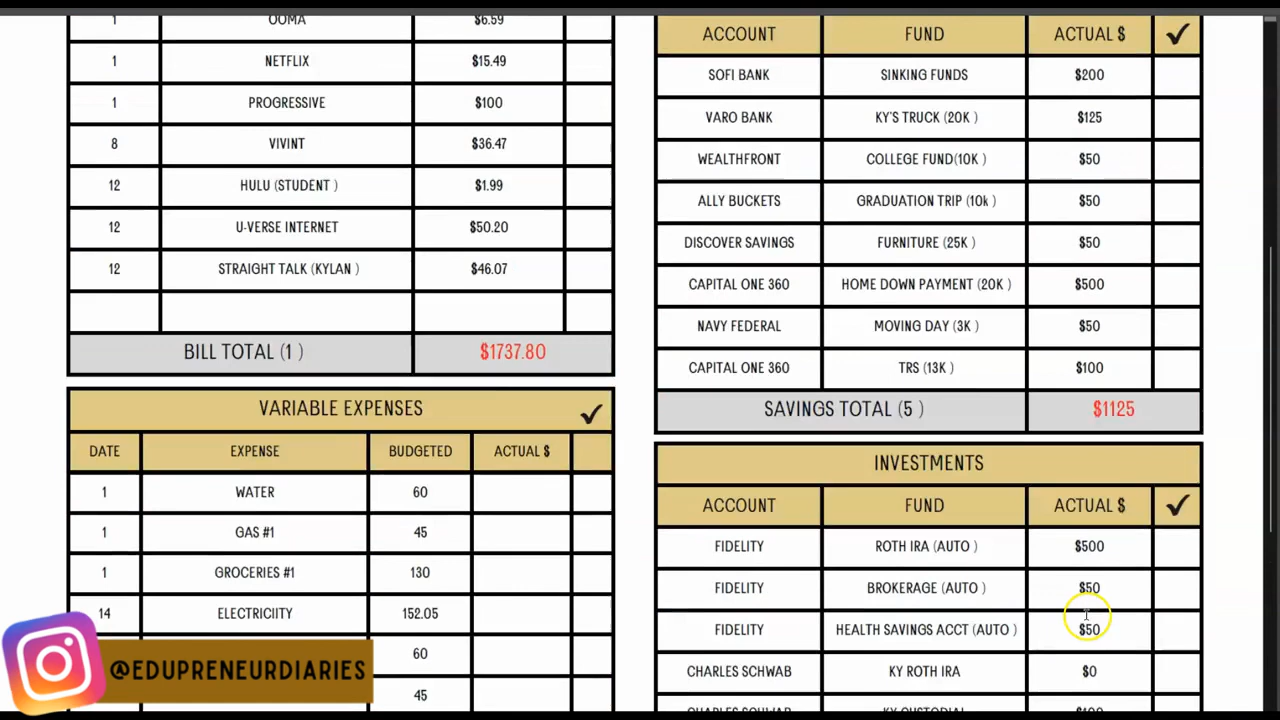 1 OOMA $6.59
1 NETFLIX $15.49
1 PROGRESSIVE $100
8 VIVINT $36.47
12 HULU (STUDENT ) $1.99
12 U-VERSE INTERNET $50.20
12 STRAIGHT TALK (KYLAN ) $46.07
BILL TOTAL (1 ) $1737.80
VARIABLE EXPENSES ✓
DATE EXPENSE BUDGETED ACTUAL $
1 WATER 60
1 GAS #1 45
1 GROCERIES #1 130
14 ELECTRICIITY 152.05
60
45
@EDUPRENEURDIARIES
ACCOUNT FUND ACTUAL $ ✓
SOFI BANK SINKING FUNDS $200
VARO BANK KY'S TRUCK (20K ) $125
WEALTHFRONT COLLEGE FUND(10K ) $50
ALLY BUCKETS GRADUATION TRIP (10k ) $50
DISCOVER SAVINGS FURNITURE (25K ) $50
CAPITAL ONE 360 HOME DOWN PAYMENT (20K ) $500
NAVY FEDERAL MOVING DAY (3K ) $50
CAPITAL ONE 360 TRS (13K ) $100
SAVINGS TOTAL (5 ) $1125
INVESTMENTS
ACCOUNT FUND ACTUAL $ ✓
FIDELITY ROTH IRA (AUTO ) $500
FIDELITY BROKERAGE (AUTO ) $50
FIDELITY HEALTH SAVINGS ACCT (AUTO ) $50
CHARLES SCHWAB KY ROTH IRA $0
CHARLES SCHWAB KY CUSTODIAL $100